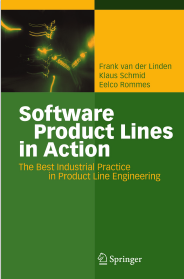 Frank van der Linden
Klaus Schmid
Eelco Rommes
Software
Product Lines
in Action
The Best Industrial Practice
in Product Line Engineering
Springer